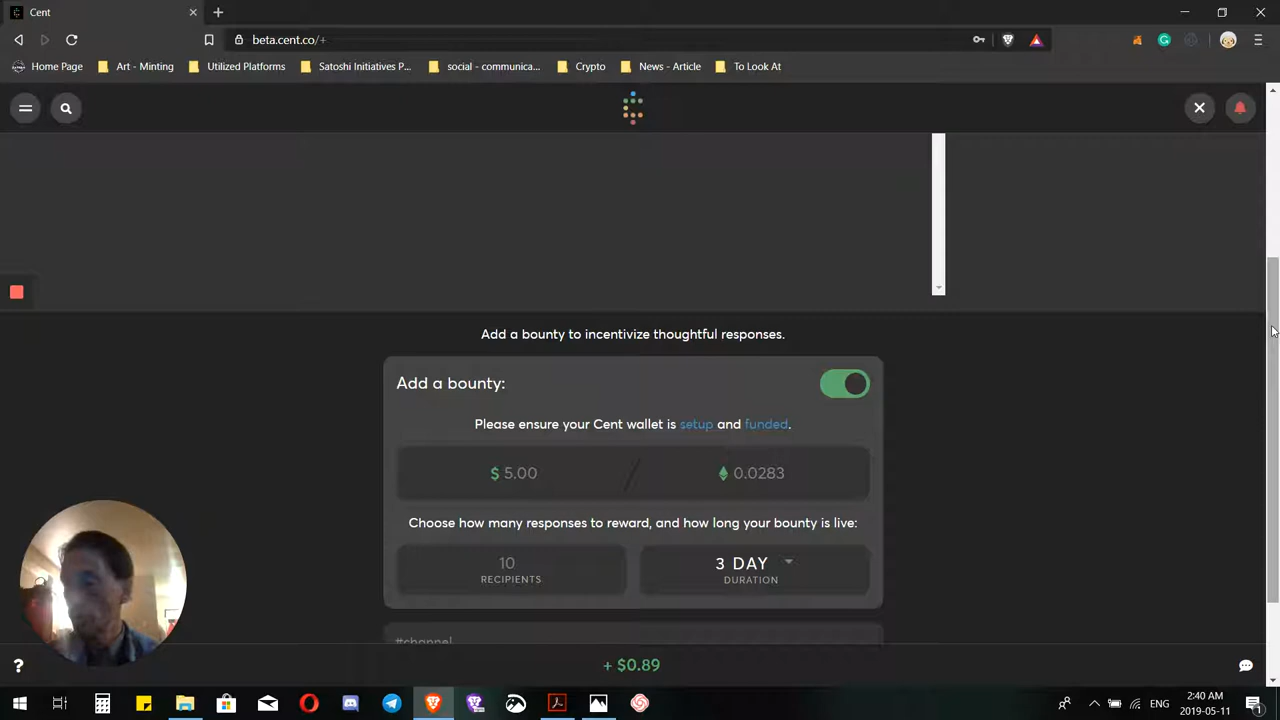 Cent
beta.cent.co/+
Home Page
Art - Minting
Utilized Platforms
Satoshi Initiatives P...
social - communica...
Crypto
News - Article
To Look At
Add a bounty to incentivize thoughtful responses.
Add a bounty:
Please ensure your Cent wallet is setup and funded.
$ 5.00 / 0.0283
Choose how many responses to reward, and how long your bounty is live:
10
RECIPIENTS
3 DAY
DURATION
#channel
?
+ $0.89
ENG
2:40 AM
2019-05-11